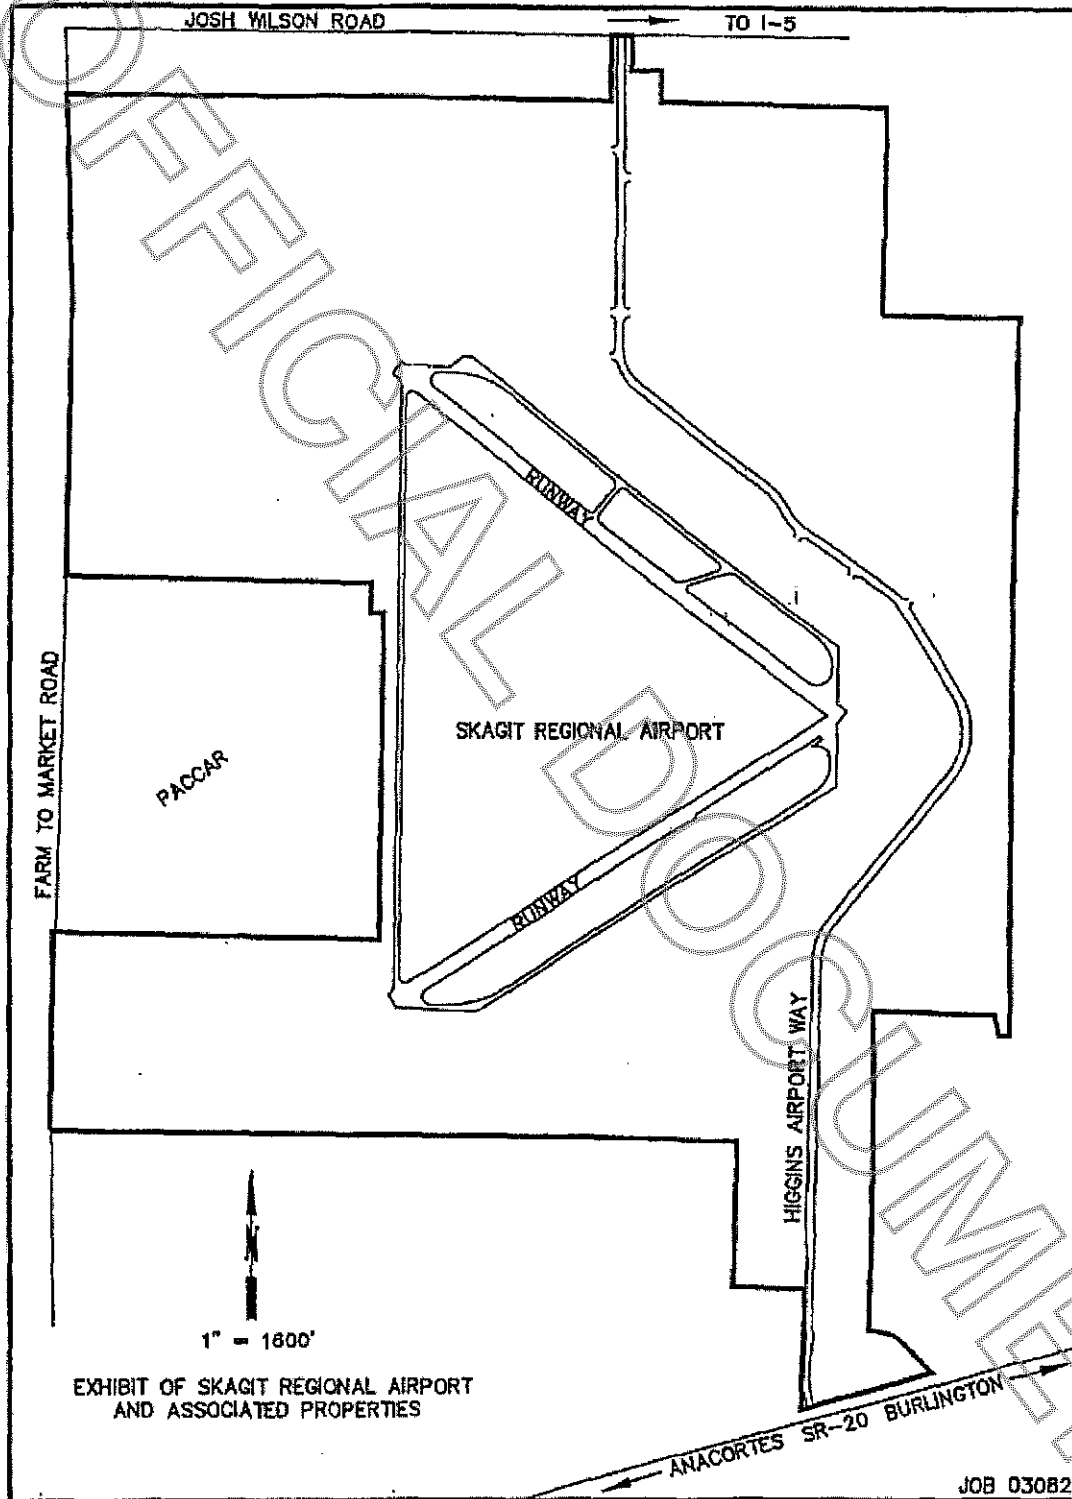 JOSH WILSON ROAD
TO I-5
RUNWAY
SKAGIT REGIONAL AIRPORT
FARM TO MARKET ROAD
PACCAR
RUNWAY
HIGGINS AIRPORT WAY
N
1" = 1600'
EXHIBIT OF SKAGIT REGIONAL AIRPORT
AND ASSOCIATED PROPERTIES
ANACORTES SR-20 BURLINGTON
JOB 03082
OFFICIAL DOCUME